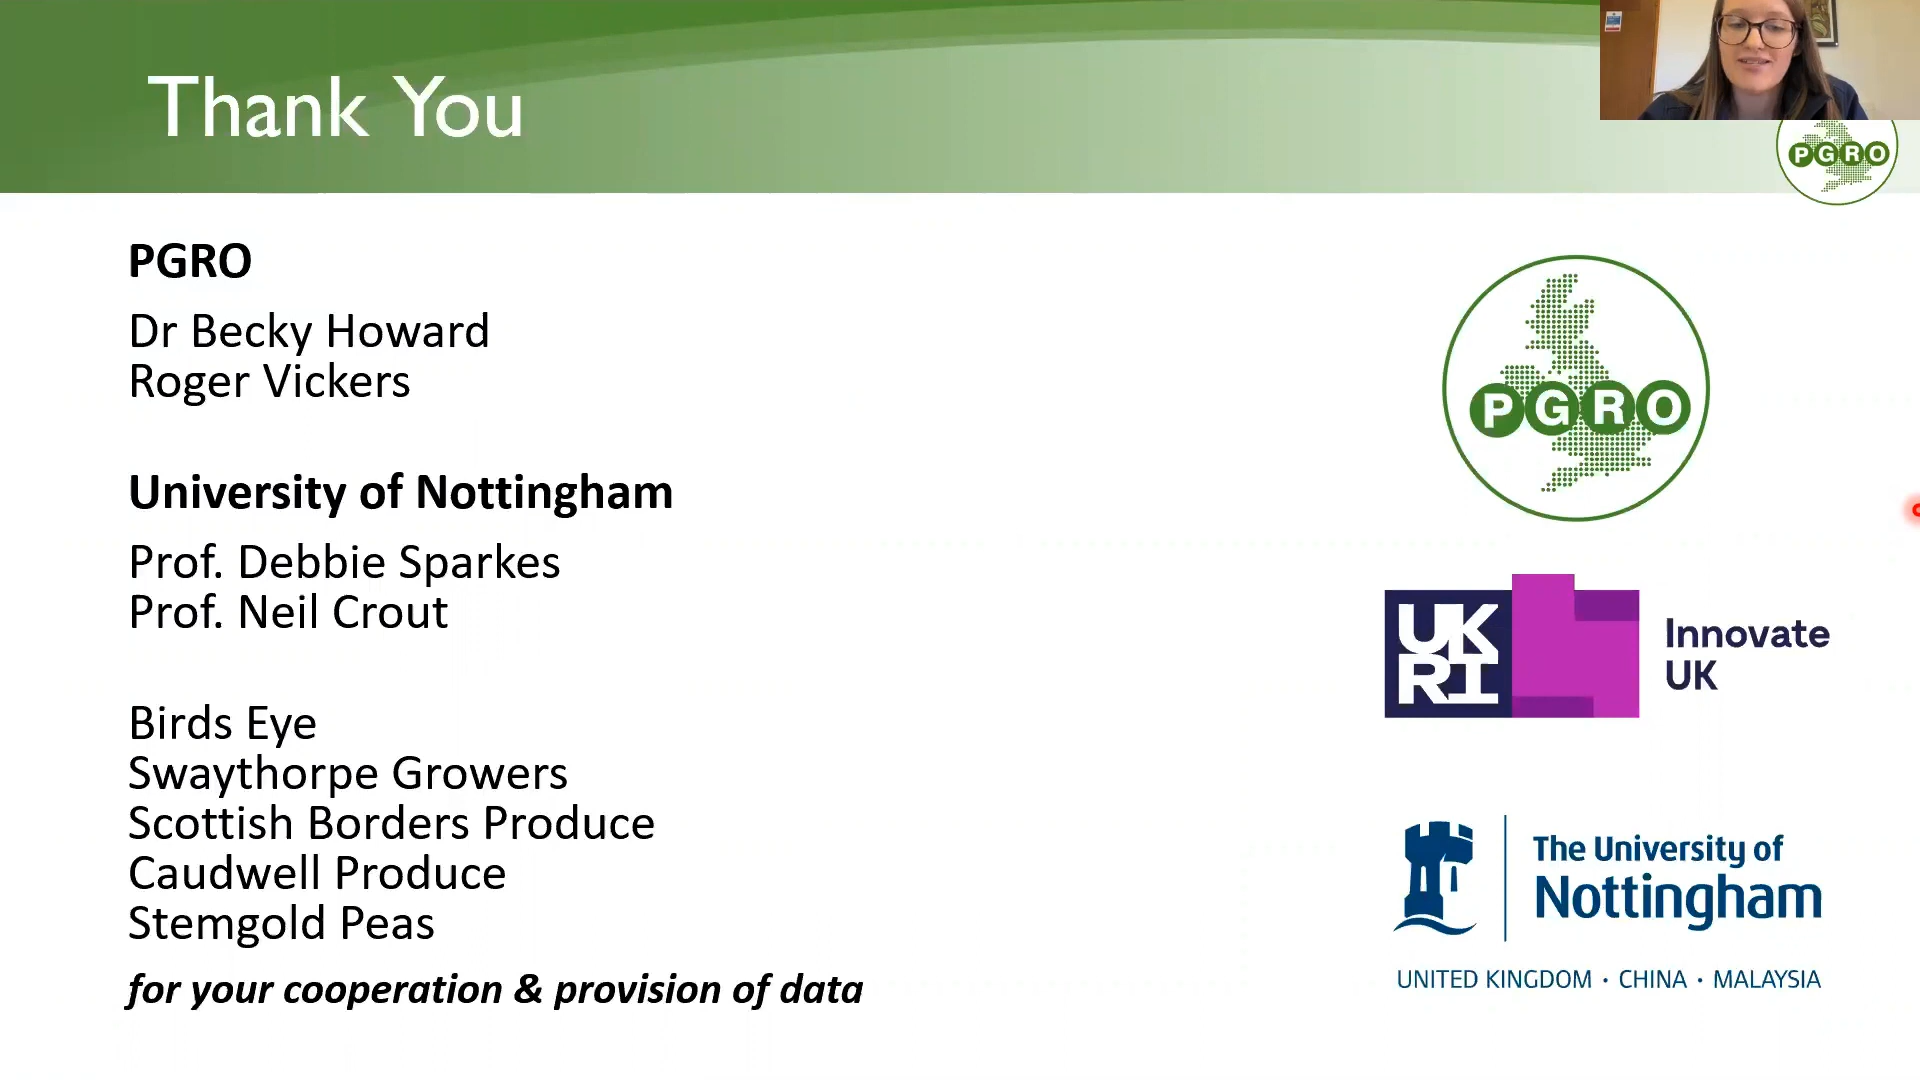 Thank You
PGRO
PGRO
Dr Becky Howard
Roger Vickers
PGRO
University of Nottingham
Prof. Debbie Sparkes
Prof. Neil Crout
UK
RI
Innovate
UK
Birds Eye
Swaythorpe Growers
Scottish Borders Produce
Caudwell Produce
Stemgold Peas
for your cooperation & provision of data
The University of
Nottingham
UNITED KINGDOM · CHINA · MALAYSIA